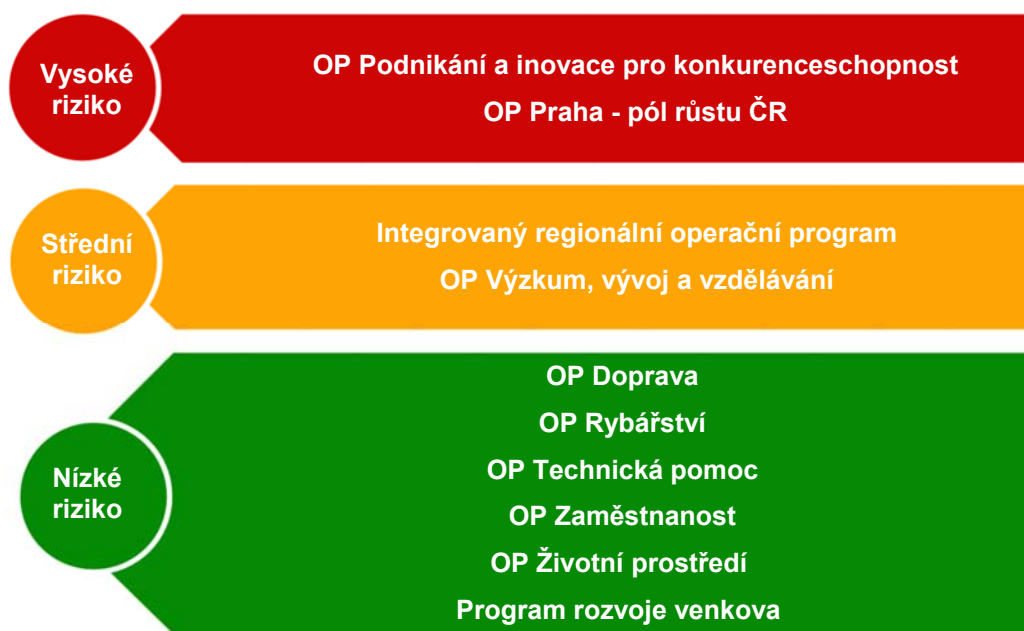 Vysoké
riziko
OP Podnikání a inovace pro konkurenceschopnost
OP Praha - pól růstu ČR
Střední
riziko
Integrovaný regionální operační program
OP Výzkum, vývoj a vzdělávání
Nízké
riziko
OP Doprava
OP Rybářství
OP Technická pomoc
OP Zaměstnanost
OP Životní prostředí
Program rozvoje venkova